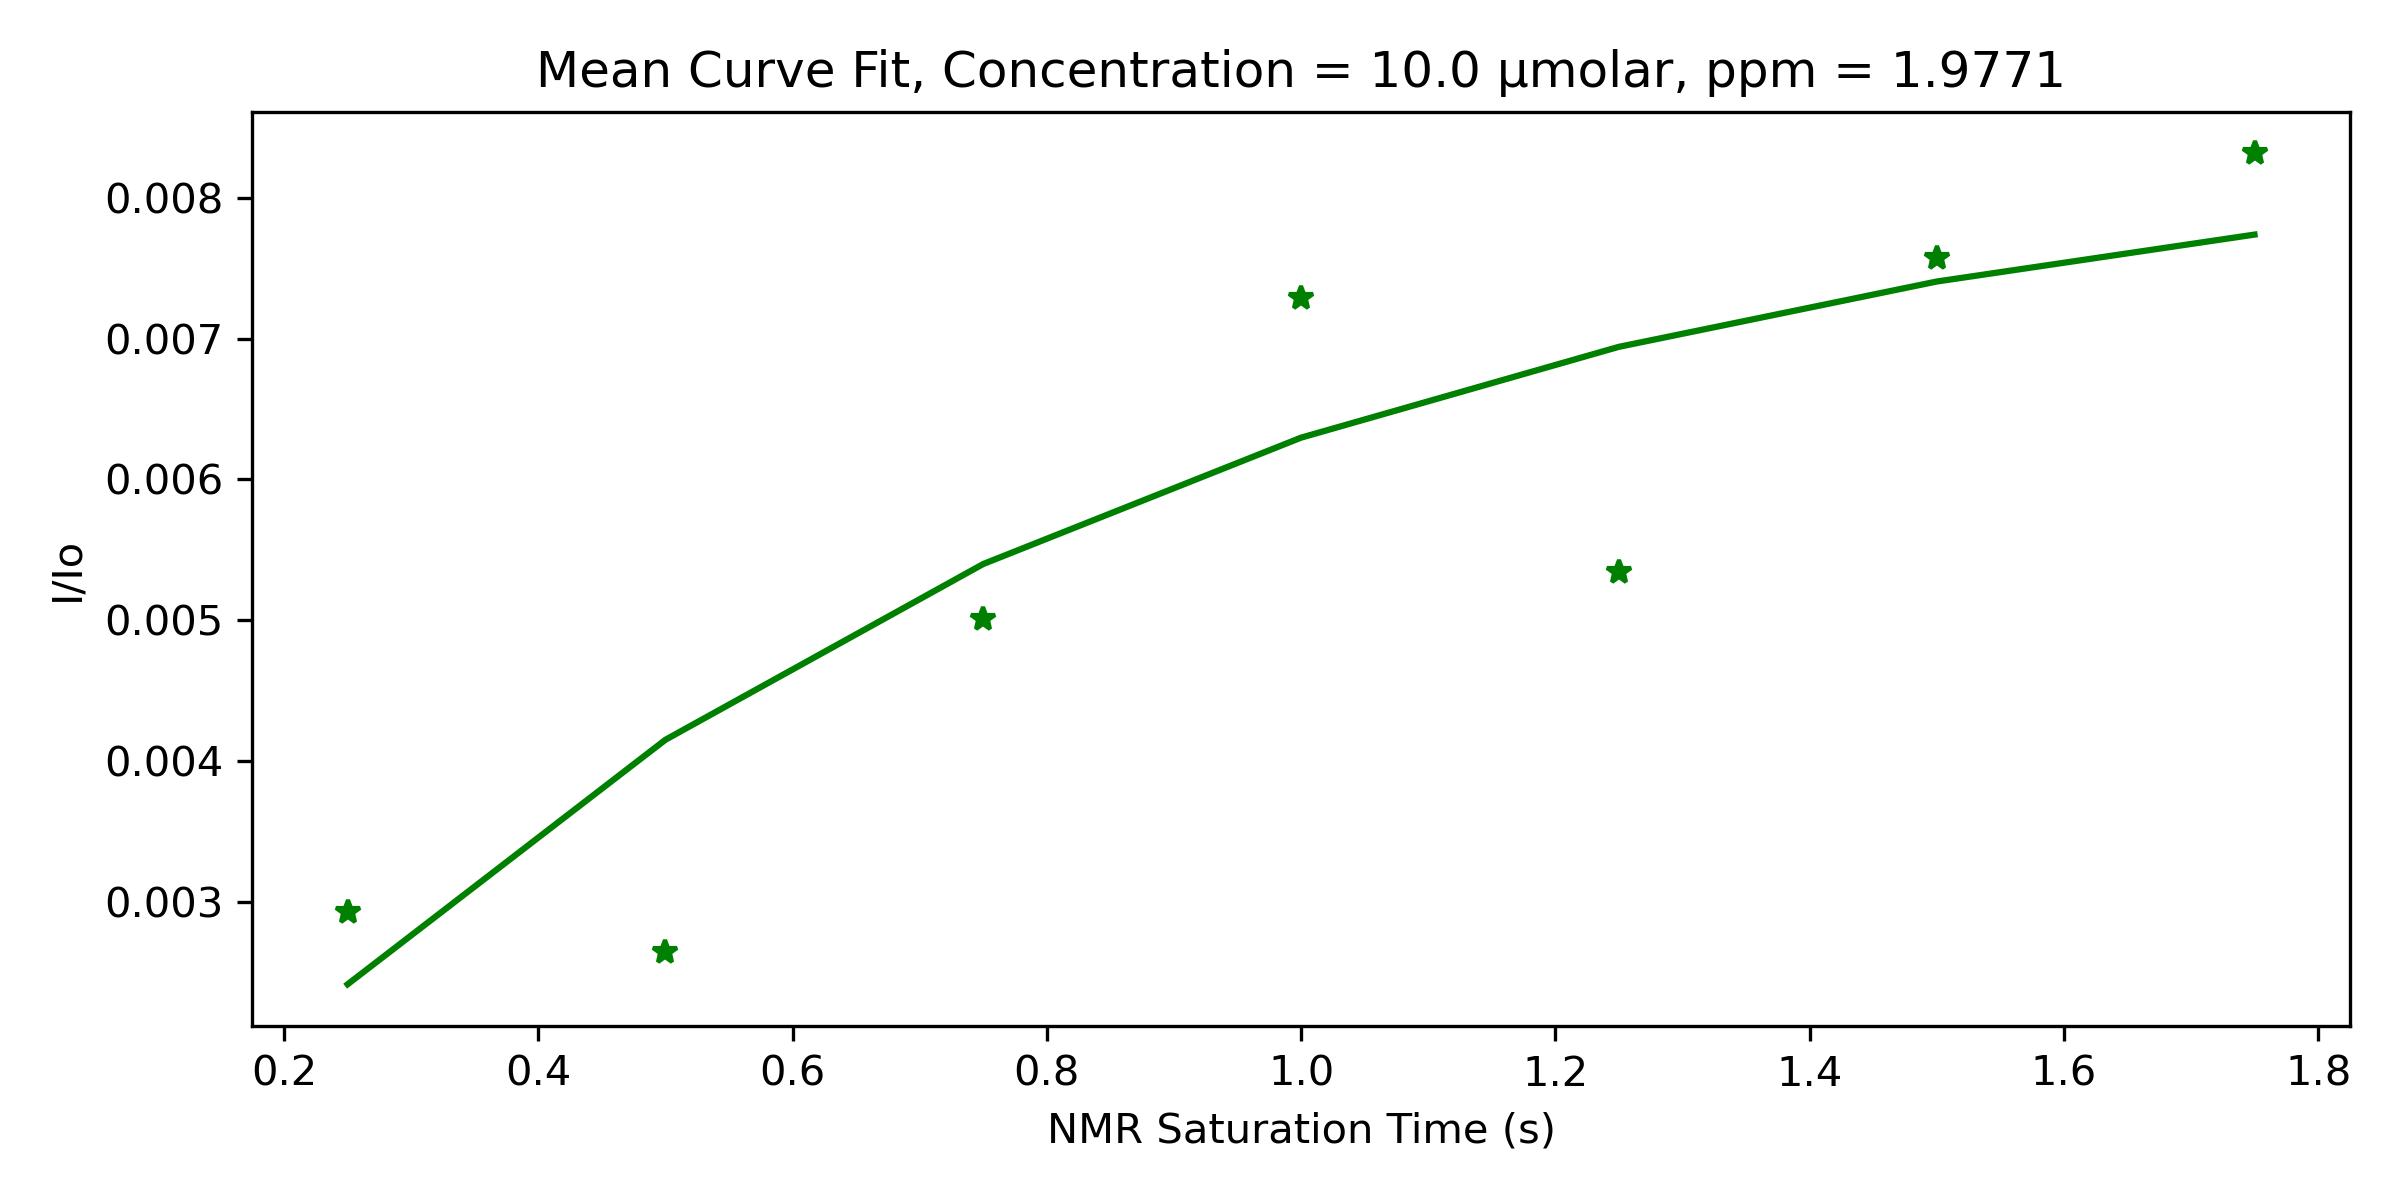 Mean Curve Fit, Concentration = 10.0 μmolar, ppm = 1.9771
0.008
0.007
0.006
0.005
0.004
0.003
I/Io
0.2 0.4 0.6 0.8 1.0 1.2 1.4 1.6 1.8
NMR Saturation Time (s)